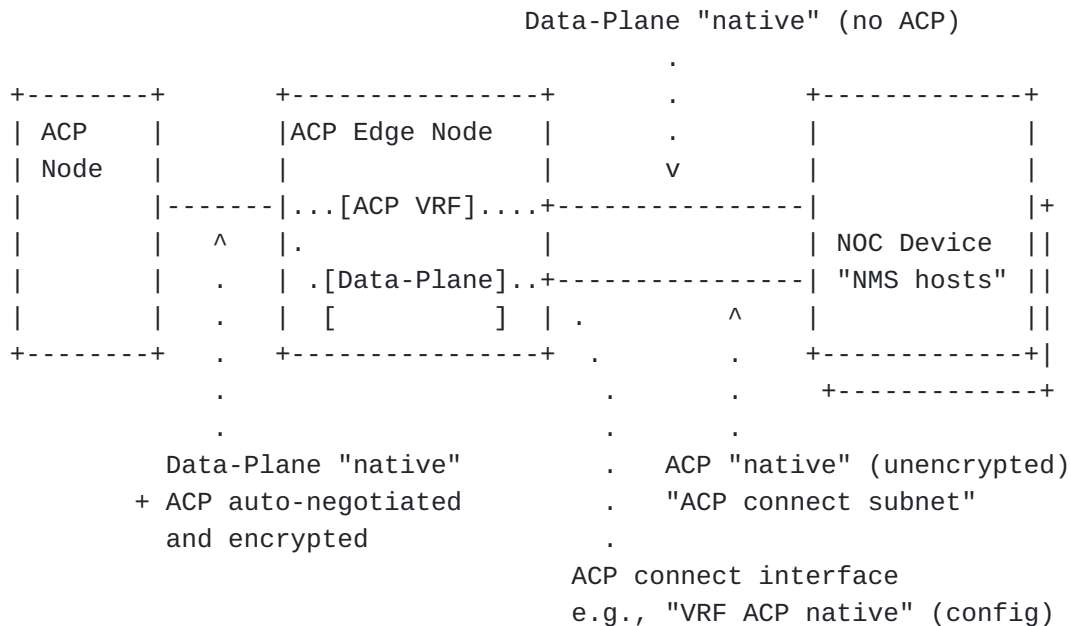 Data-Plane "native" (no ACP)
                                          .
+--------+       +----------------+       .        +-------------+
| ACP    |       |ACP Edge Node   |       .        |             |
| Node   |       |                |       v        |             |
|        |-------|...[ACP VRF]....+----------------|             |+
|        |   ^   |.               |                | NOC Device  ||
|        |   .   | .[Data-Plane]..+----------------| "NMS hosts" ||
|        |   .   |  [          ]  | .         ^    |             ||
+--------+   .   +----------------+  .        .    +-------------+|
             .                        .       .     +-------------+
             .                        .       .
          Data-Plane "native"         .   ACP "native" (unencrypted)
        + ACP auto-negotiated         .   "ACP connect subnet"
          and encrypted               .
                                    ACP connect interface
                                    e.g., "VRF ACP native" (config)